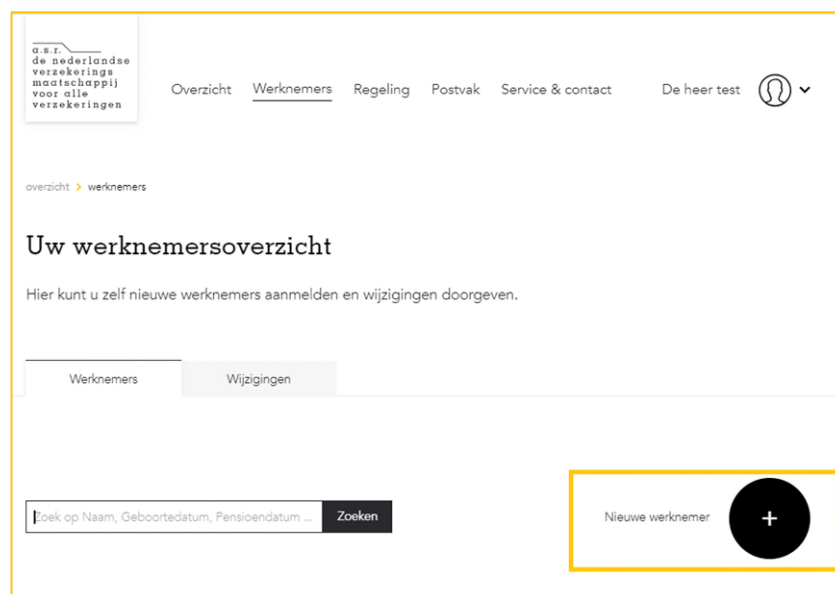 a.s.r.
de nederlandse
verzekerings
maatschappij
voor alle
verzekeringen
Overzicht Werknemers Regeling Postvak Service & contact De heer test
overzicht > werknemers
Uw werknemersoverzicht
Hier kunt u zelf nieuwe werknemers aanmelden en wijzigingen doorgeven.
Werknemers Wijzigingen
Zoek op Naam, Geboortedatum, Pensioendatum ... Zoeken Nieuwe werknemer +